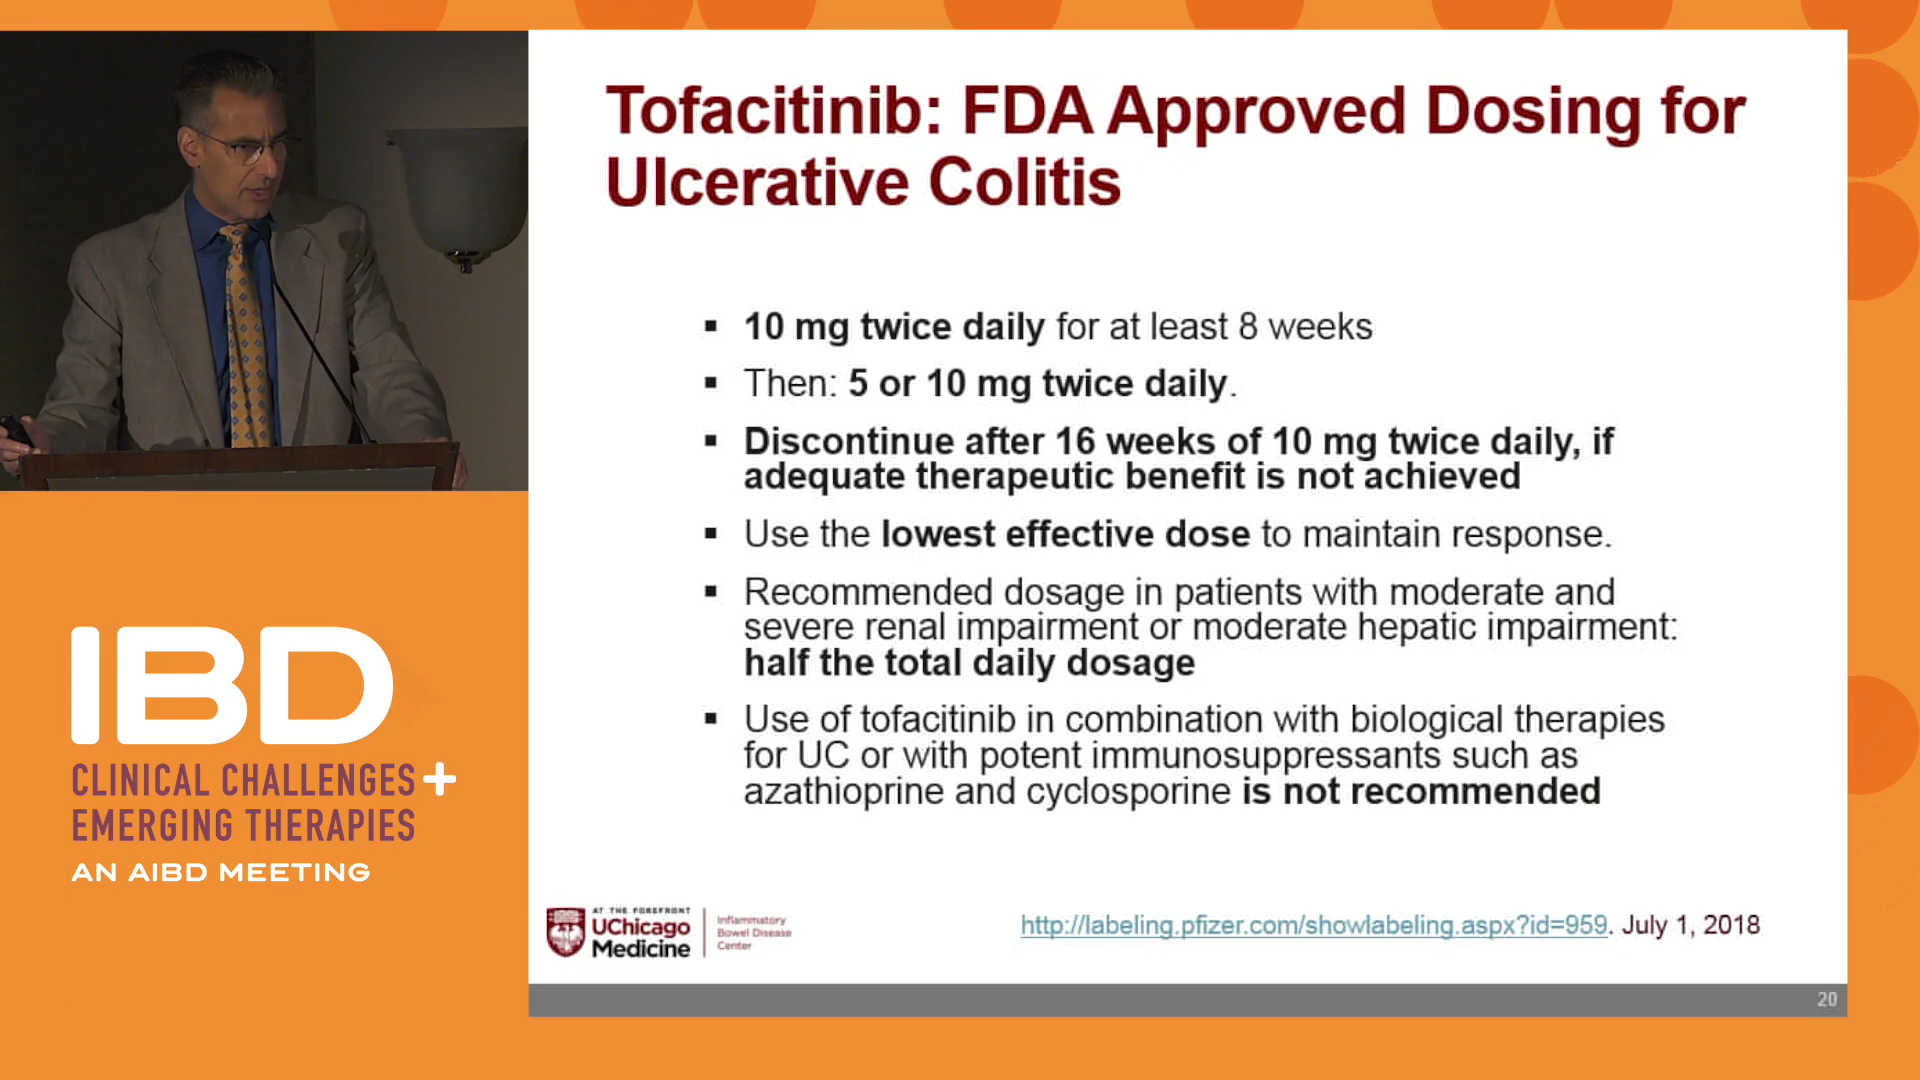 Tofacitinib: FDA Approved Dosing for
Ulcerative Colitis
▪ 10 mg twice daily for at least 8 weeks
▪ Then: 5 or 10 mg twice daily.
▪ Discontinue after 16 weeks of 10 mg twice daily, if
adequate therapeutic benefit is not achieved
▪ Use the lowest effective dose to maintain response.
▪ Recommended dosage in patients with moderate and
severe renal impairment or moderate hepatic impairment:
half the total daily dosage
▪ Use of tofacitinib in combination with biological therapies
for UC or with potent immunosuppressants such as
azathioprine and cyclosporine is not recommended
IBD
CLINICAL CHALLENGES +
EMERGING THERAPIES
AN AIBD MEETING
AT THE FOREFRONT
UChicago
Medicine
Inflammatory
Bowel Disease
Center
http://labeling.pfizer.com/showlabeling.aspx?id=959. July 1, 2018
20